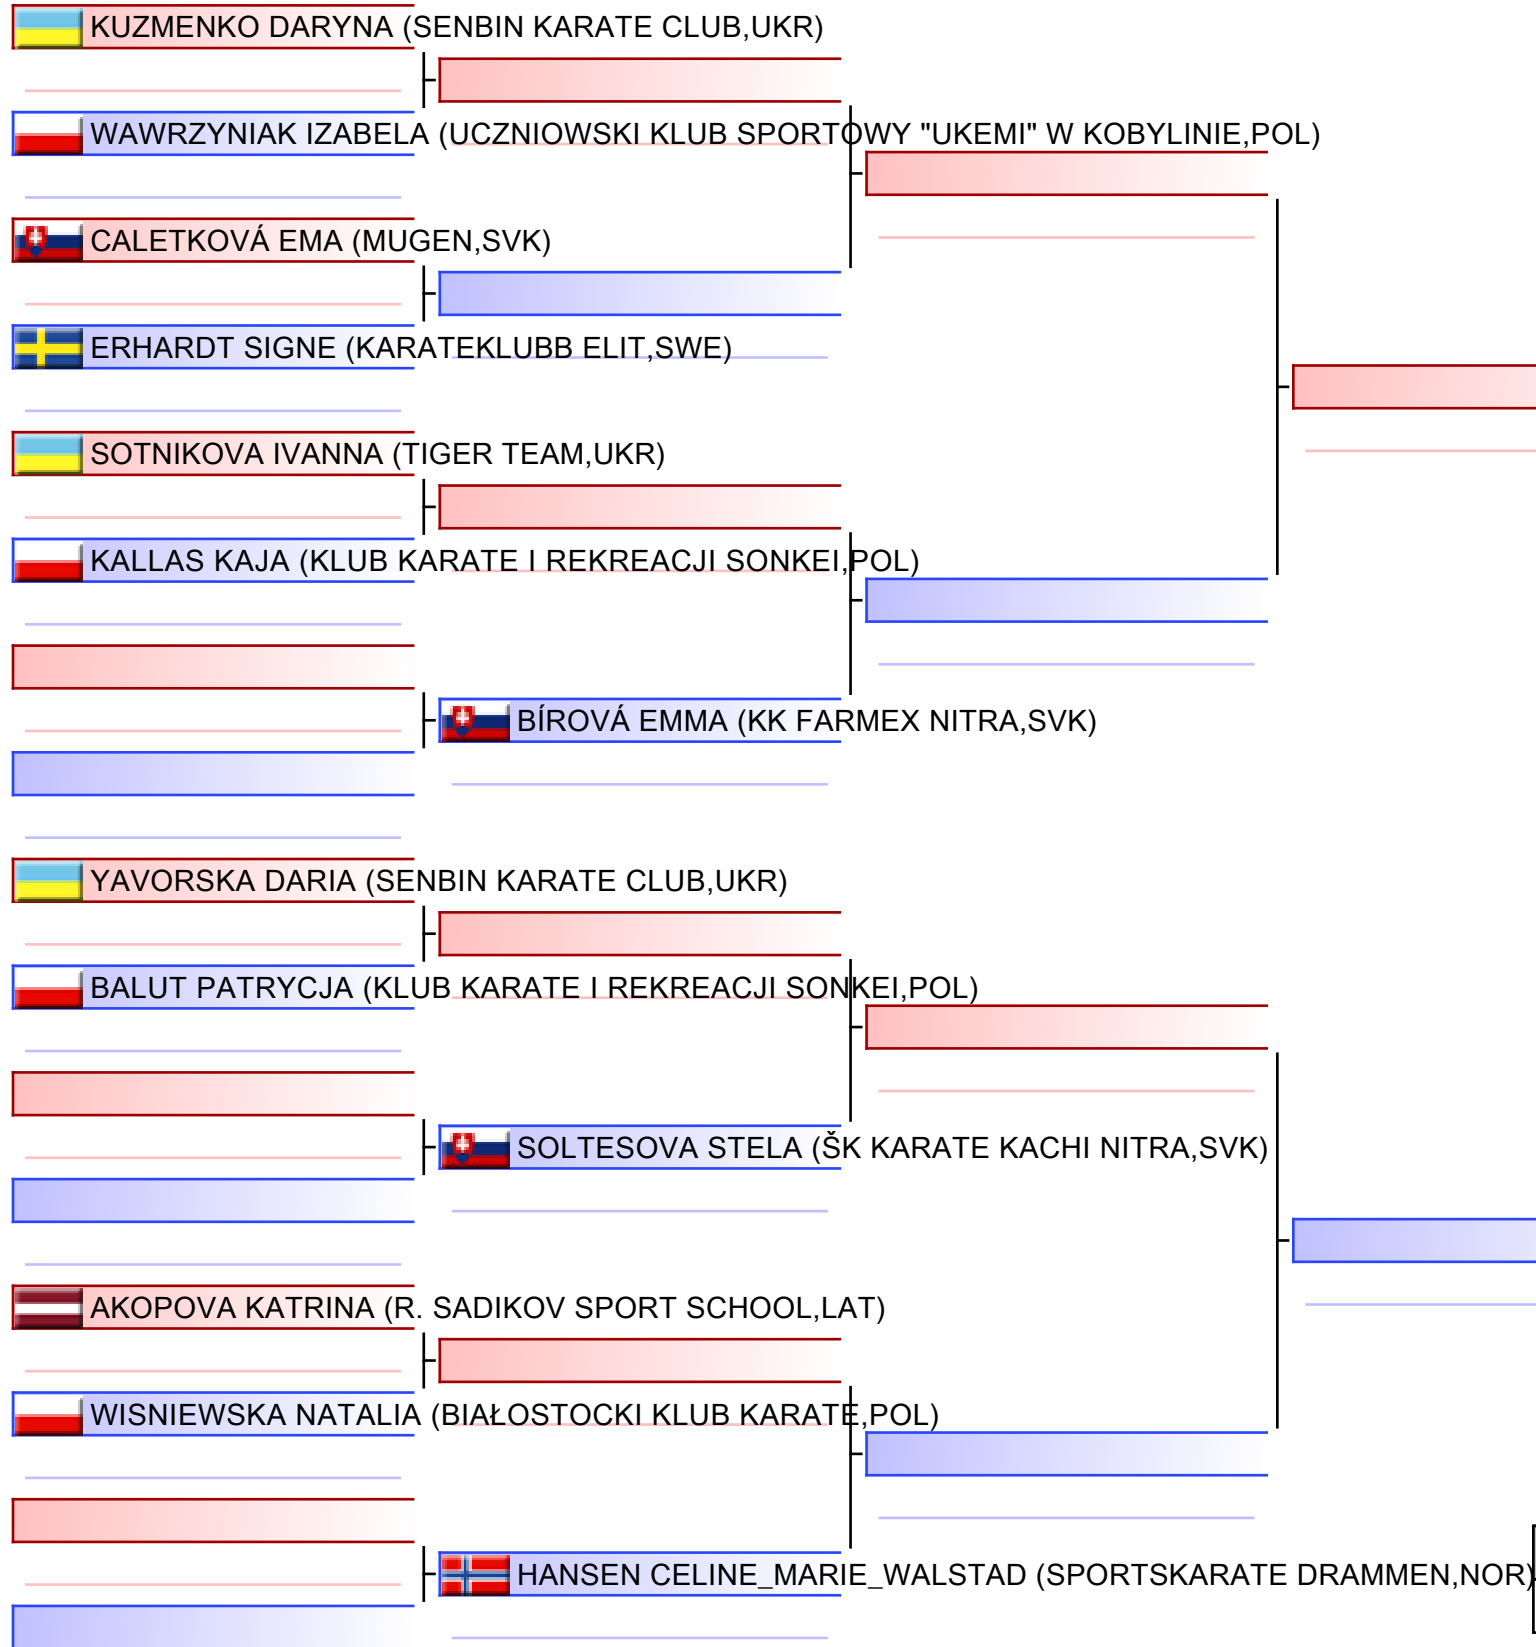 KUZMENKO DARYNA (SENBIN KARATE CLUB,UKR)
WAWRZYNIAK IZABELA (UCZNIOWSKI KLUB SPORTOWY "UKEMI" W KOBYLINIE,POL)
CALETKOVÁ EMA (MUGEN,SVK)
ERHARDT SIGNE (KARATEKLUBB ELIT,SWE)
SOTNIKOVA IVANNA (TIGER TEAM,UKR)
KALLAS KAJA (KLUB KARATE I REKREACJI SONKEI,POL)
BÍROVÁ EMMA (KK FARMEX NITRA,SVK)
YAVORSKA DARIA (SENBIN KARATE CLUB,UKR)
BALUT PATRYCJA (KLUB KARATE I REKREACJI SONKEI,POL)
SOLTESOVA STELA (ŠK KARATE KACHI NITRA,SVK)
AKOPOVA KATRINA (R. SADIKOV SPORT SCHOOL,LAT)
WISNIEWSKA NATALIA (BIAŁOSTOCKI KLUB KARATE,POL)
HANSEN CELINE_MARIE_WALSTAD (SPORTSKARATE DRAMMEN,NOR)